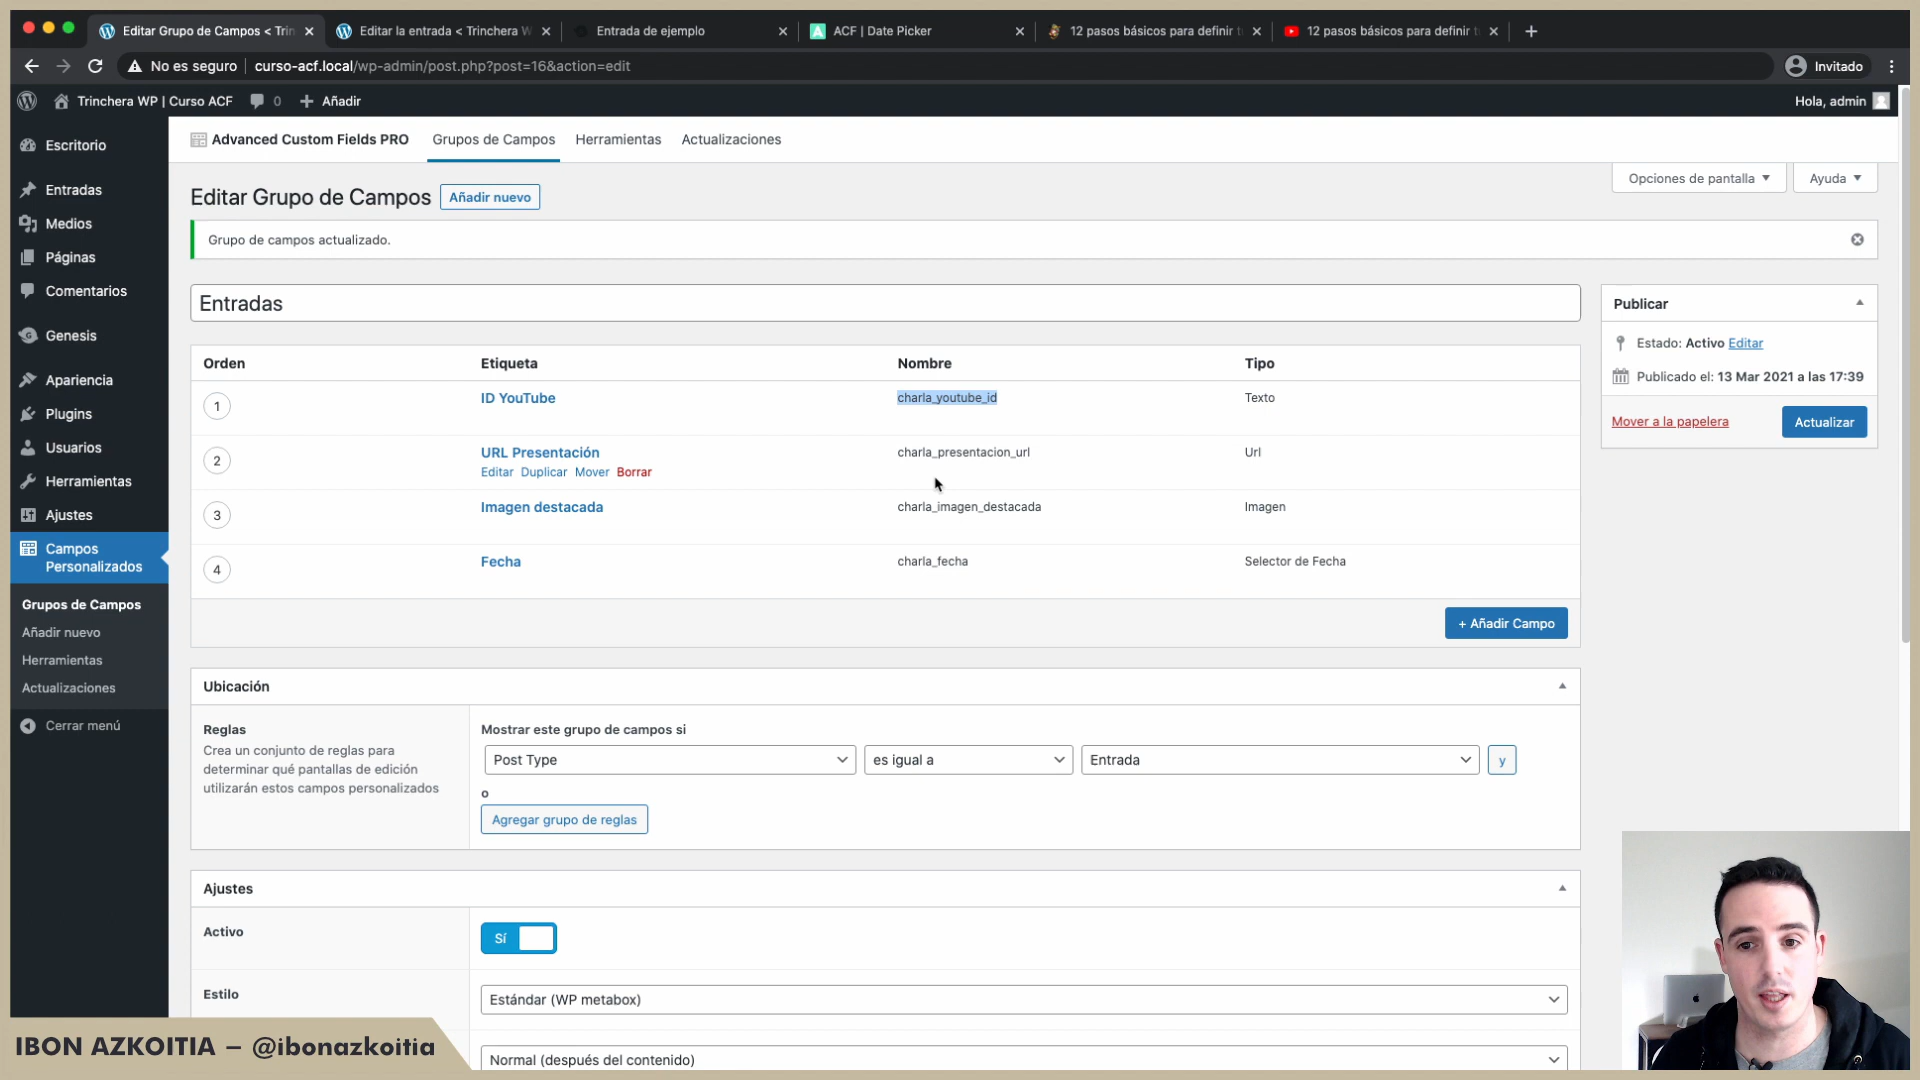 Editar Grupo de Campos < Trin
Editar la entrada < Trinchera W
Entrada de ejemplo
ACF | Date Picker
12 pasos básicos para definir t
12 pasos básicos para definir t
No es seguro
curso-acf.local/wp-admin/post.php?post=16&action=edit
Invitado
Trinchera WP | Curso ACF
0
Añadir
Hola, admin
Escritorio
Entradas
Medios
Páginas
Comentarios
Genesis
Apariencia
Plugins
Usuarios
Herramientas
Ajustes
Campos
Personalizados
Grupos de Campos
Añadir nuevo
Herramientas
Actualizaciones
Cerrar menú
Advanced Custom Fields PRO
Grupos de Campos
Herramientas
Actualizaciones
Opciones de pantalla
Ayuda
Editar Grupo de Campos
Añadir nuevo
Grupo de campos actualizado.
Entradas
Orden Etiqueta Nombre Tipo
1 ID YouTube charla_youtube_id Texto
2 URL Presentación charla_presentacion_url Url
Editar Duplicar Mover Borrar
3 Imagen destacada charla_imagen_destacada Imagen
4 Fecha charla_fecha Selector de Fecha
+ Añadir Campo
Publicar
Estado: Activo Editar
Publicado el: 13 Mar 2021 a las 17:39
Mover a la papelera
Actualizar
Ubicación
Reglas
Crea un conjunto de reglas para
determinar qué pantallas de edición
utilizarán estos campos personalizados
Mostrar este grupo de campos si
Post Type
es igual a
Entrada
y
o
Agregar grupo de reglas
Ajustes
Activo
Sí
Estilo
Estándar (WP metabox)
Normal (después del contenido)
IBON AZKOITIA – @ibonazkoitia